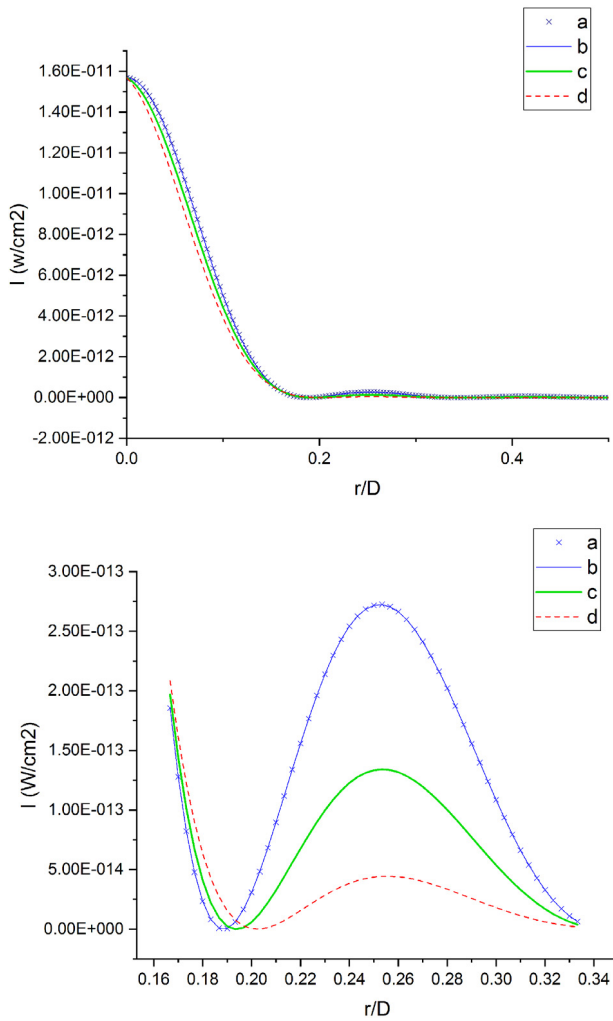 a
b
c
d
1.60E-011
1.40E-011
1.20E-011
1.00E-011
8.00E-012
6.00E-012
4.00E-012
2.00E-012
0.00E+000
-2.00E-012
I (w/cm2)
0.0 0.2 0.4
r/D
a
b
c
d
3.00E-013
2.50E-013
2.00E-013
1.50E-013
1.00E-013
5.00E-014
0.00E+000
I (W/cm2)
0.16 0.18 0.20 0.22 0.24 0.26 0.28 0.30 0.32 0.34
r/D